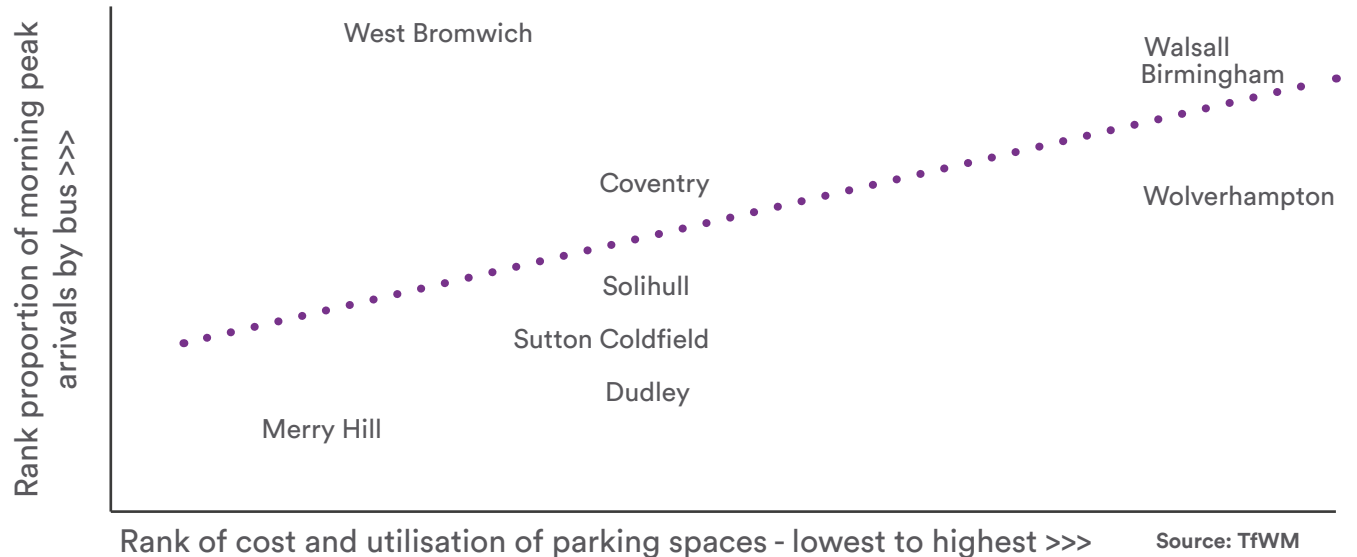 Rank proportion of morning peak
arrivals by bus >>>
West Bromwich
Walsall
Birmingham
Coventry
Wolverhampton
Solihull
Sutton Coldfield
Dudley
Merry Hill
Rank of cost and utilisation of parking spaces - lowest to highest >>>
Source: TfWM